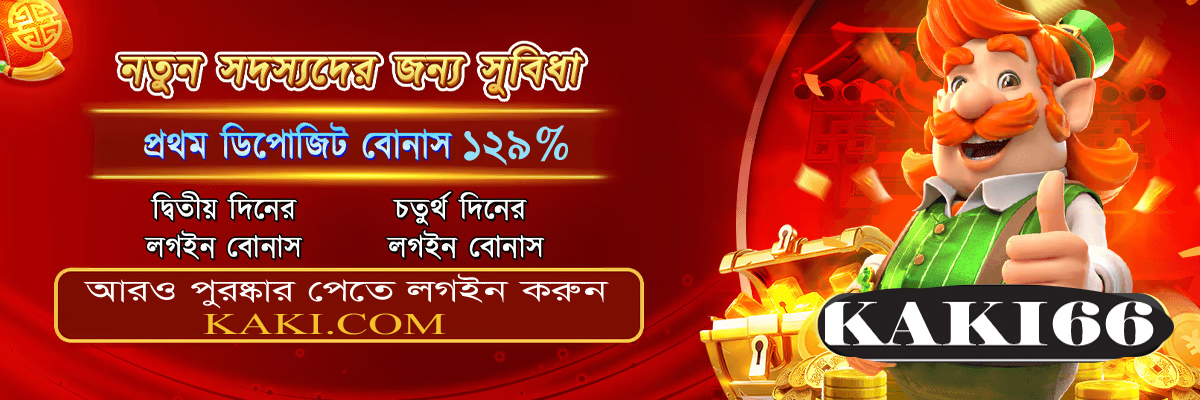 নতুন সদস্যদের জন্য সুবিধা
প্রথম ডিপোজিট বোনাস ১২৯%
দ্বিতীয় দিনের
লগইন বোনাস
চতুর্থ দিনের
লগইন বোনাস
আরও পুরষ্কার পেতে লগইন করুন
KAKI.COM
KAKI66